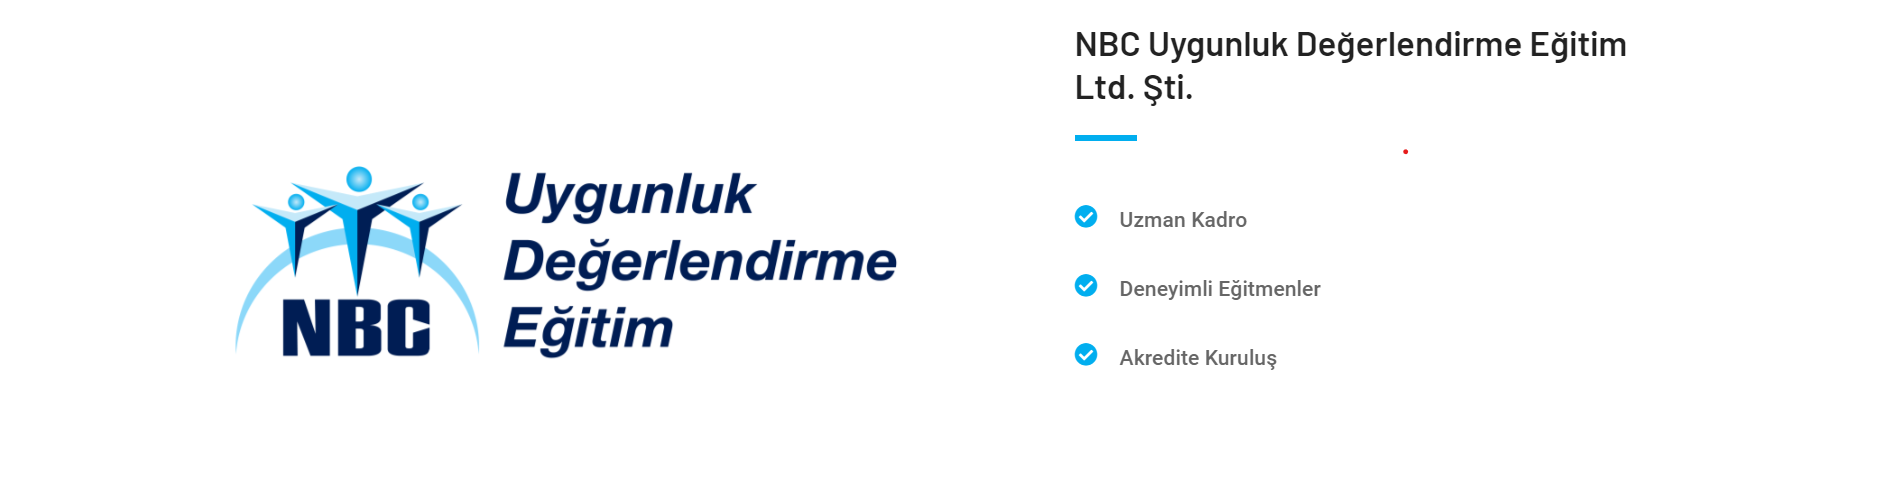 NBC
Uygunluk
Değerlendirme
Eğitim
NBC Uygunluk Değerlendirme Eğitim
Ltd. Şti.
Uzman Kadro
Deneyimli Eğitmenler
Akredite Kuruluş